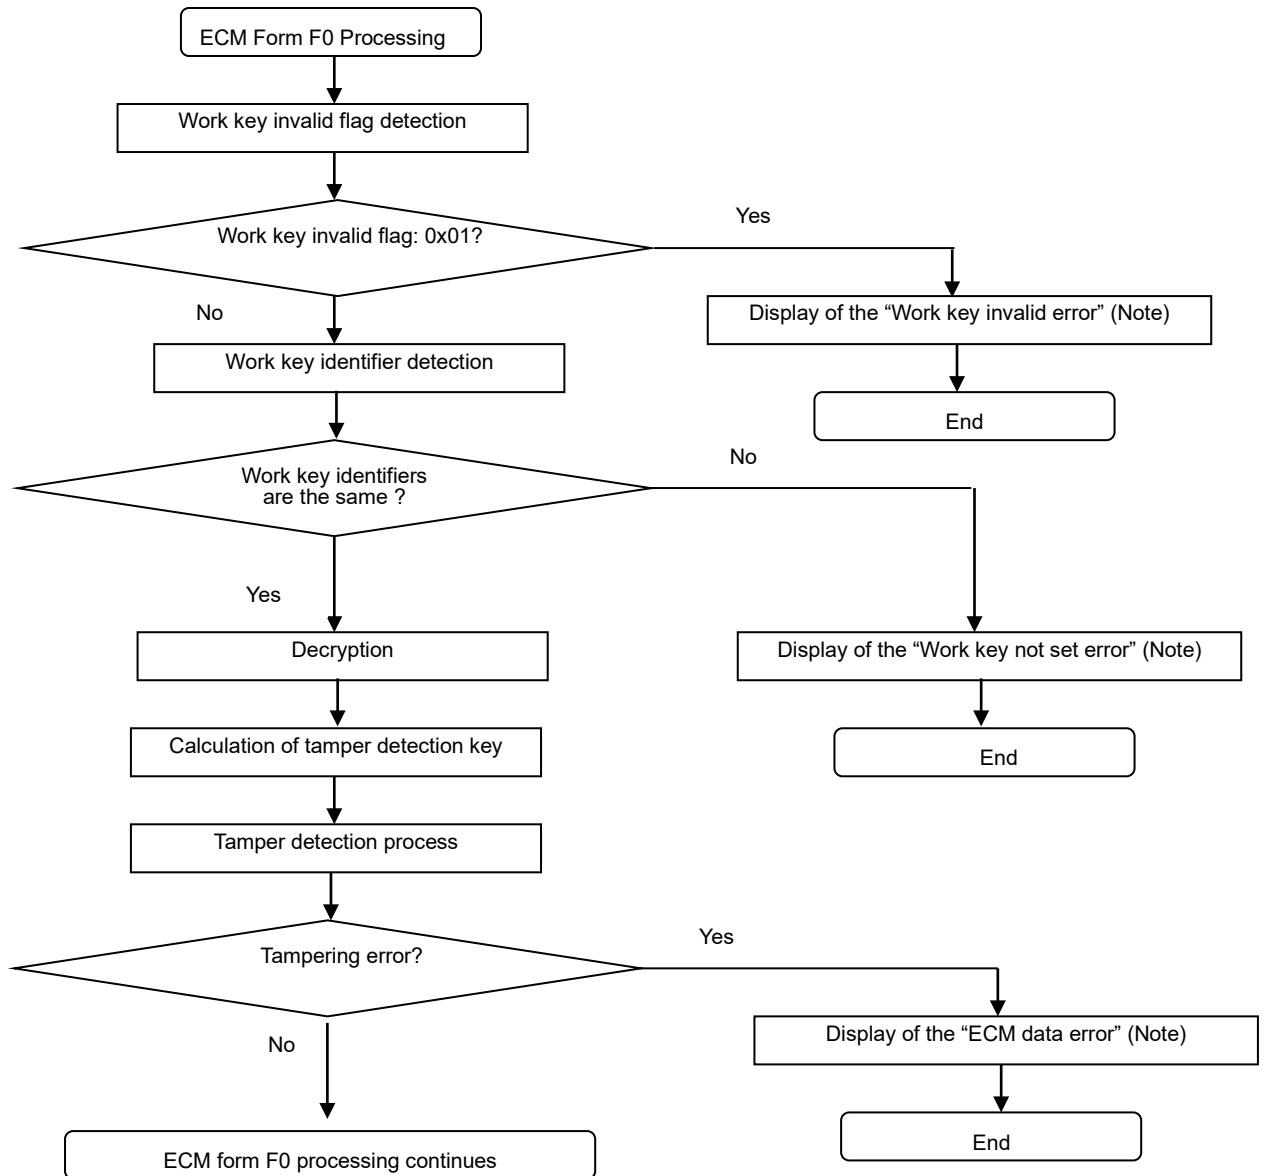 ECM Form F0 Processing
Work key invalid flag detection
Work key invalid flag: 0x01?
Yes
No
Display of the “Work key invalid error” (Note)
Work key identifier detection
End
Work key identifiers
are the same ?
No
Yes
Decryption
Display of the “Work key not set error” (Note)
Calculation of tamper detection key
End
Tamper detection process
Tampering error?
Yes
No
Display of the “ECM data error” (Note)
End
ECM form F0 processing continues